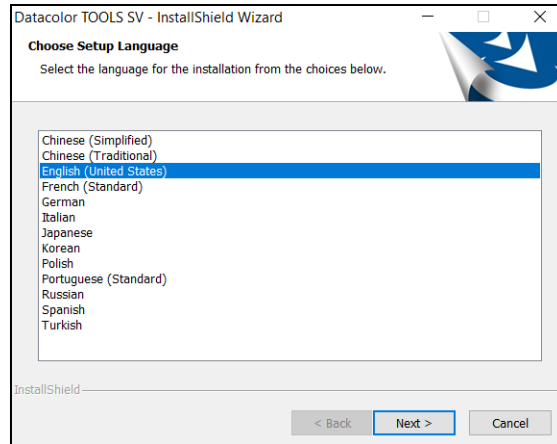 Datacolor TOOLS SV - InstallShield Wizard
Choose Setup Language
Select the language for the installation from the choices below.
Chinese (Simplified)
Chinese (Traditional)
English (United States)
French (Standard)
German
Italian
Japanese
Korean
Polish
Portuguese (Standard)
Russian
Spanish
Turkish
InstallShield
< Back Next > Cancel